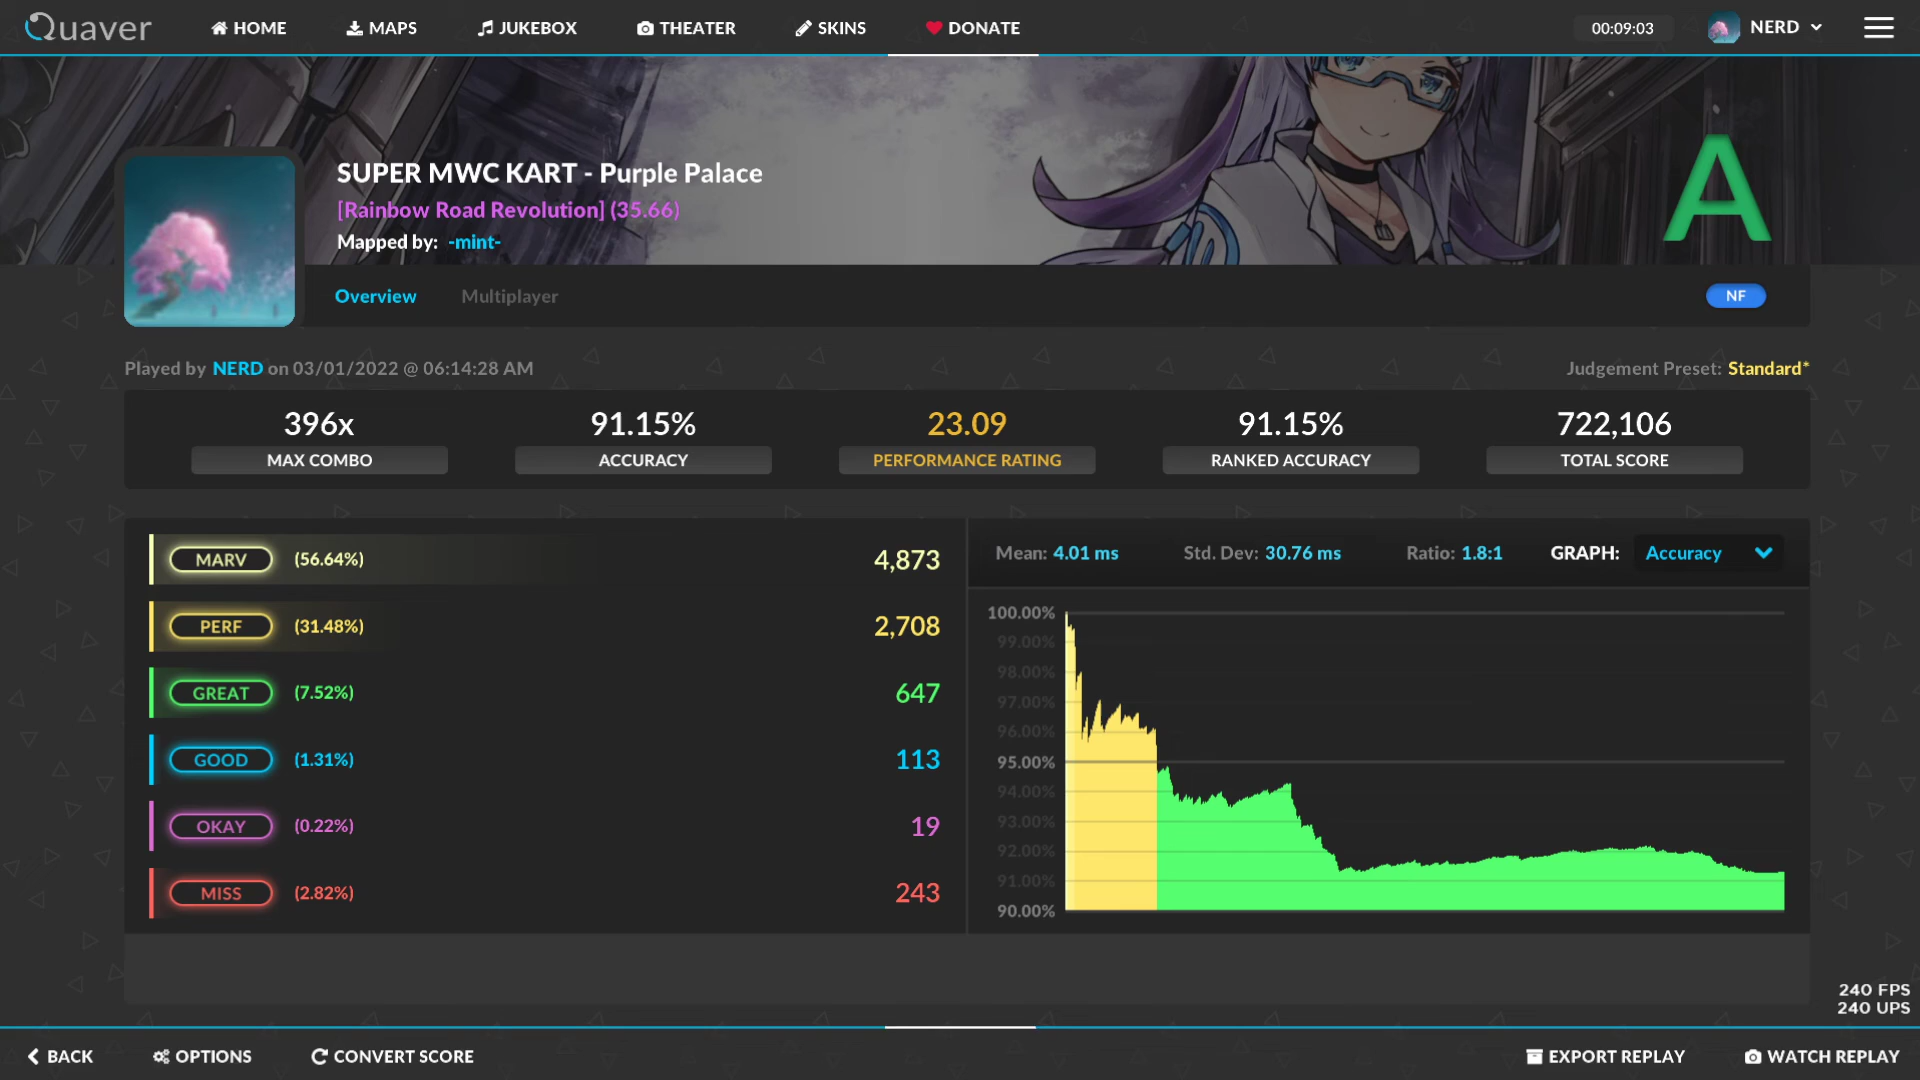 Quaver
HOME
MAPS
JUKEBOX
THEATER
SKINS
DONATE
00:09:03
NERD
SUPER MWC KART - Purple Palace
[Rainbow Road Revolution] (35.66)
Mapped by: -mint-
A
Overview
Multiplayer
NF
Played by NERD on 03/01/2022 @ 06:14:28 AM
Judgement Preset: Standard*
396x
MAX COMBO
91.15%
ACCURACY
23.09
PERFORMANCE RATING
91.15%
RANKED ACCURACY
722,106
TOTAL SCORE
MARV (56.64%) 4,873
PERF (31.48%) 2,708
GREAT (7.52%) 647
GOOD (1.31%) 113
OKAY (0.22%) 19
MISS (2.82%) 243
Mean: 4.01 ms
Std. Dev: 30.76 ms
Ratio: 1.8:1
GRAPH: Accuracy
100.00%
99.00%
98.00%
97.00%
96.00%
95.00%
94.00%
93.00%
92.00%
91.00%
90.00%
240 FPS
240 UPS
BACK
OPTIONS
CONVERT SCORE
EXPORT REPLAY
WATCH REPLAY